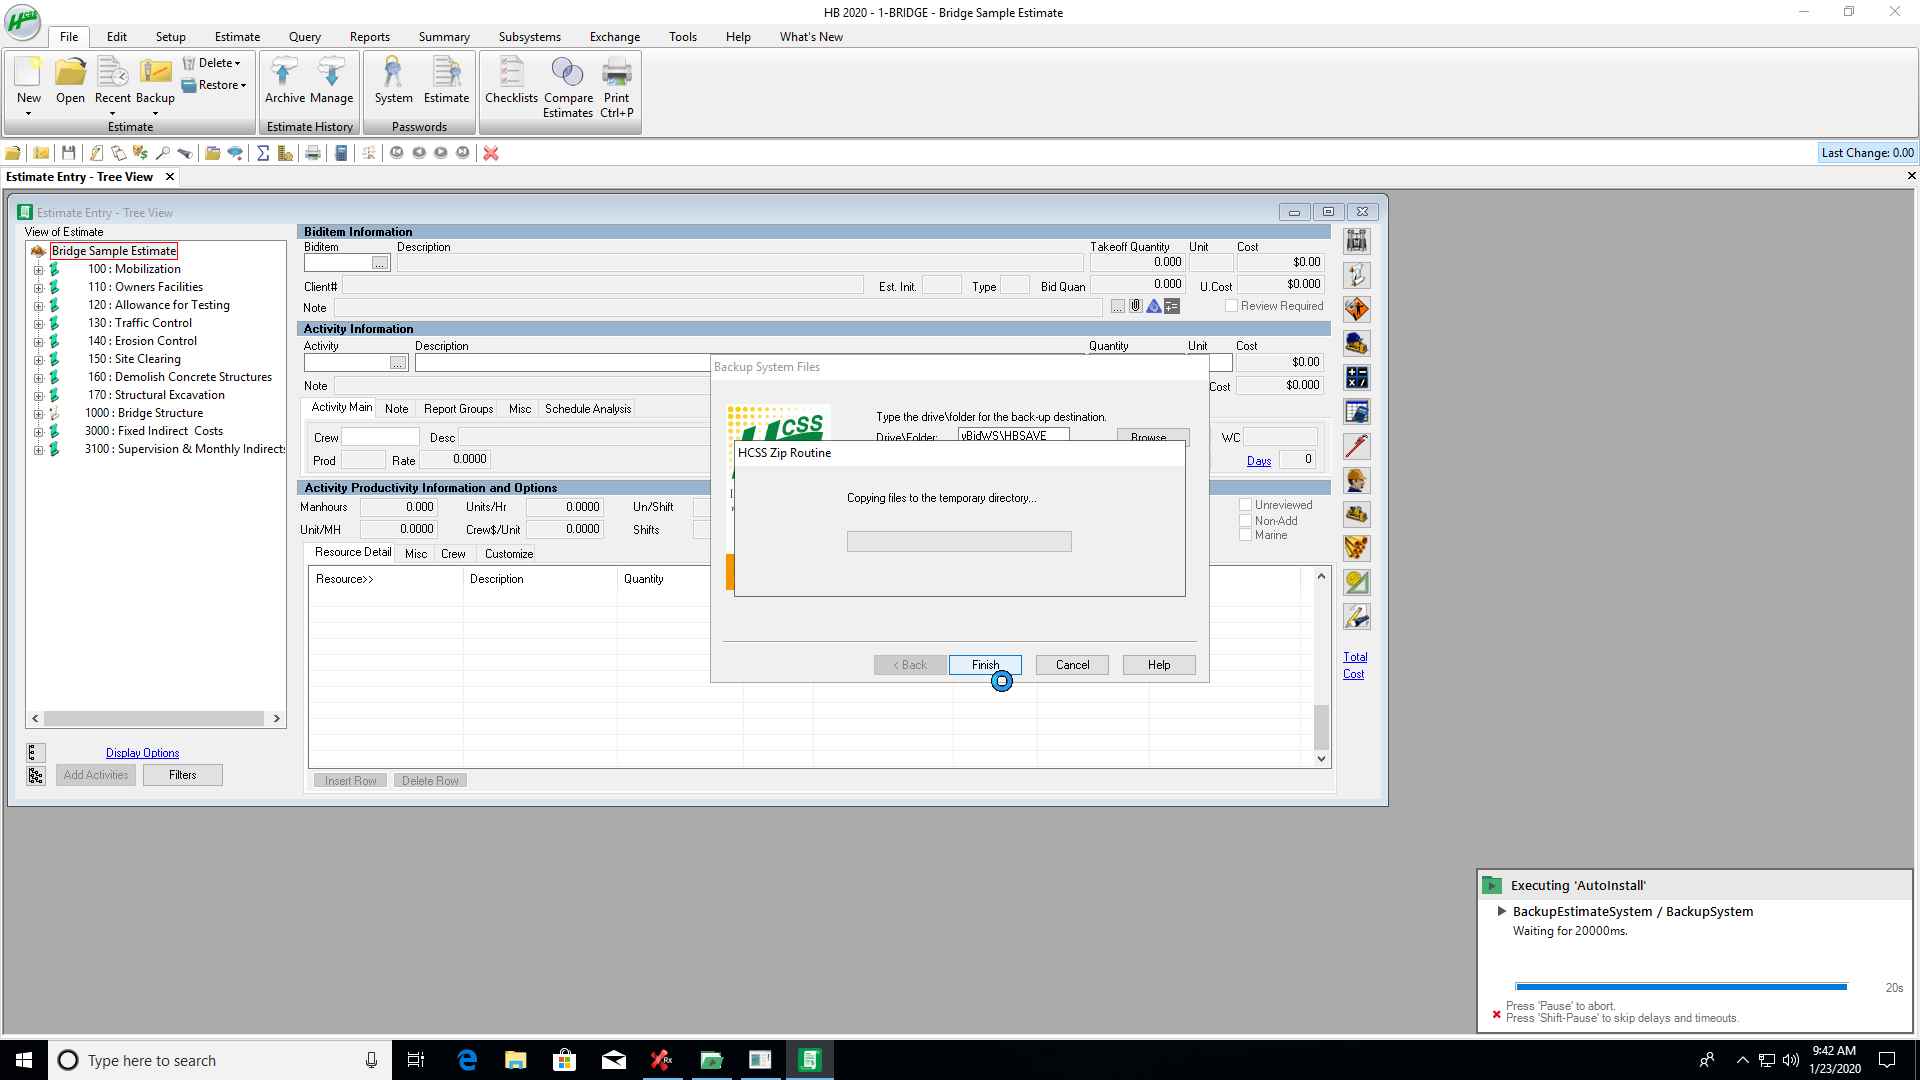 HB 2020 - 1-BRIDGE - Bridge Sample Estimate
HCSS
File Edit Setup Estimate Query Reports Summary Subsystems Exchange Tools Help What's New
New Open Recent Backup
Delete
Restore
Estimate
Archive Manage
Estimate History
System Estimate
Passwords
Checklists Compare Estimates Print Ctrl+P
Last Change: 0.00
Estimate Entry - Tree View
Estimate Entry - Tree View
View of Estimate
Bridge Sample Estimate
100 : Mobilization
110 : Owners Facilities
120 : Allowance for Testing
130 : Traffic Control
140 : Erosion Control
150 : Site Clearing
160 : Demolish Concrete Structures
170 : Structural Excavation
1000 : Bridge Structure
3000 : Fixed Indirect Costs
3100 : Supervision & Monthly Indirects
Display Options
Add Activities Filters
Biditem Information
Biditem Description Takeoff Quantity Unit Cost
... 0.000 $0.00
Client# Est. Init. Type Bid Quan 0.000 U.Cost $0.000
Note ... Review Required
Activity Information
Activity Description Quantity Unit Cost
... $0.00
Note Cost $0.000
Activity Main Note Report Groups Misc Schedule Analysis
Crew Desc WC
Prod Rate 0.0000 Days 0
Activity Productivity Information and Options
Manhours 0.000 Units/Hr 0.0000 Un/Shift Unreviewed
Non-Add
Unit/MH 0.0000 Crew$/Unit 0.0000 Shifts Marine
Resource Detail Misc Crew Customize
Resource>> Description Quantity
Insert Row Delete Row
Total
Cost
Backup System Files
CSS
Type the drive\folder for the back-up destination.
Drive\Folder: yBidWS\HBSAVE Browse
HCSS Zip Routine
Copying files to the temporary directory...
< Back Finish Cancel Help
Executing 'AutoInstall'
BackupEstimateSystem / BackupSystem
Waiting for 20000ms.
20s
Press 'Pause' to abort.
Press 'Shift-Pause' to skip delays and timeouts.
Type here to search
Rx
9:42 AM
1/23/2020